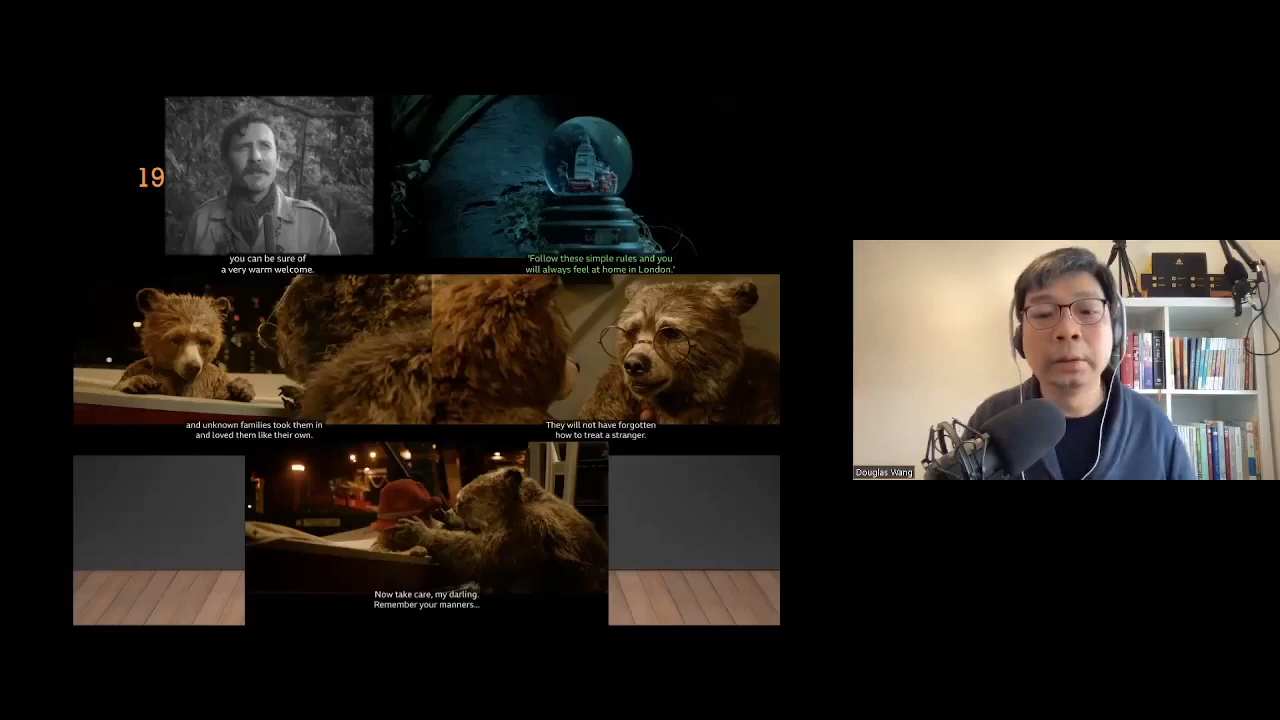 19
you can be sure of
a very warm welcome.
'Follow these simple rules and you
will always feel at home in London.'
and unknown families took them in
and loved them like their own.
They will not have forgotten
how to treat a stranger.
Now take care, my darling.
Remember your manners...
Douglas Wang